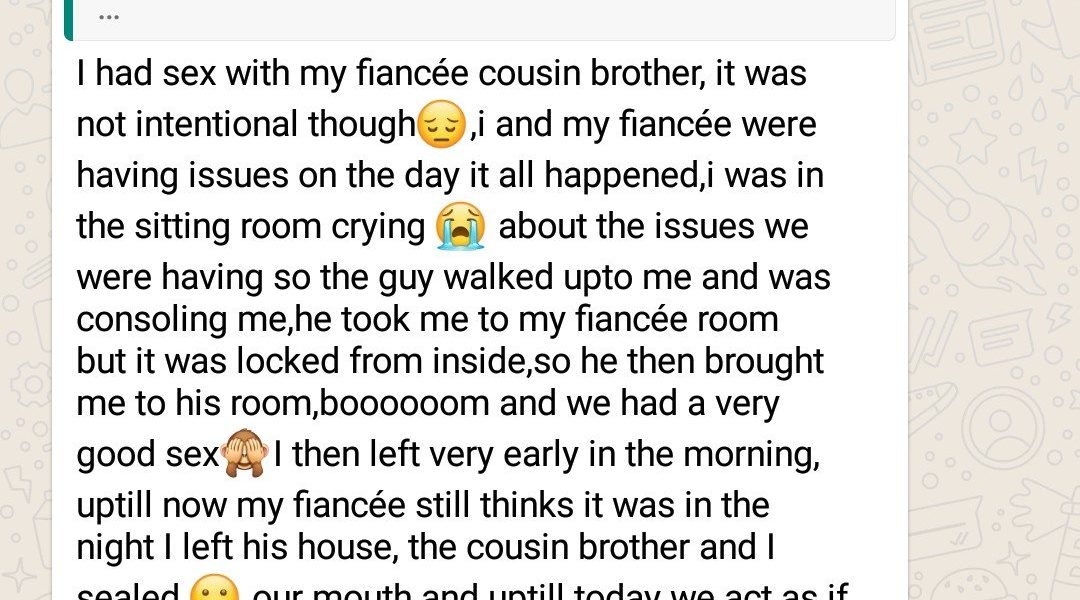 ...
I had sex with my fiancée cousin brother, it was
not intentional though😔,i and my fiancée were
having issues on the day it all happened,i was in
the sitting room crying 😭 about the issues we
were having so the guy walked upto me and was
consoling me,he took me to my fiancée room
but it was locked from inside,so he then brought
me to his room,boooooom and we had a very
good sex🙈I then left very early in the morning,
uptill now my fiancée still thinks it was in the
night I left his house, the cousin brother and I
sealed 🤐 our mouth and uptill today we act as if